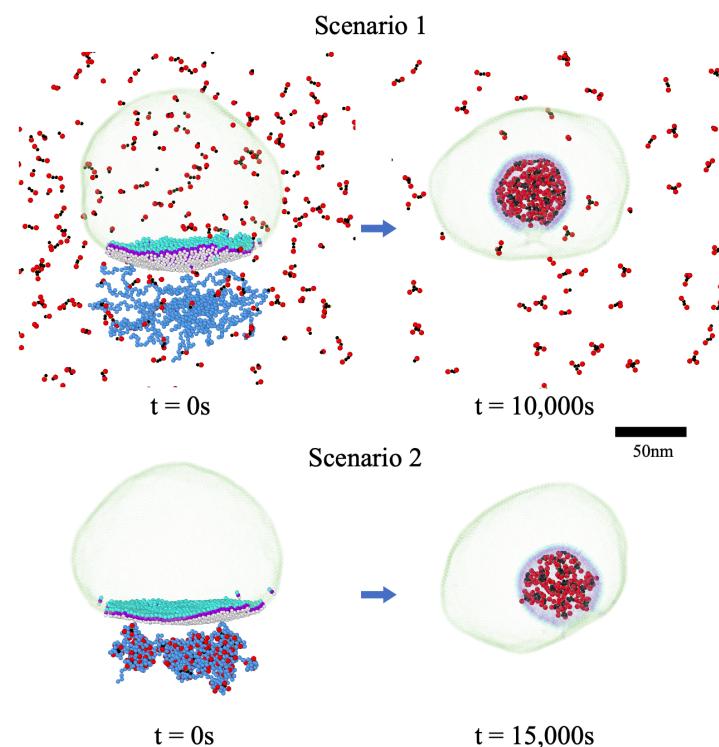 Scenario 1
t = 0s
t = 10,000s
50nm
Scenario 2
t = 0s
t = 15,000s